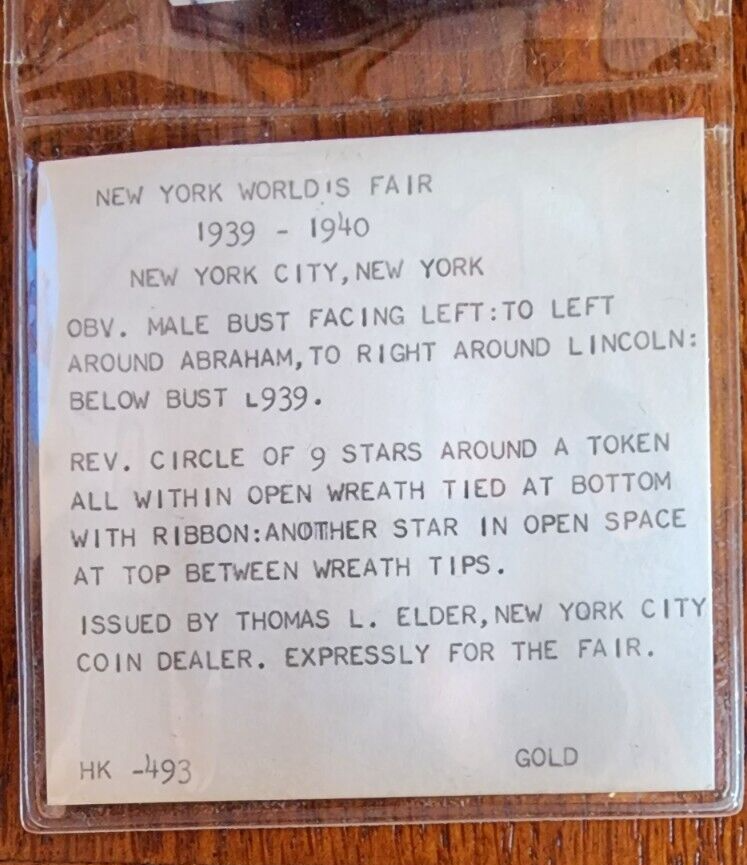 NEW YORK WORLD'S FAIR
1939 - 1940
NEW YORK CITY,NEW YORK
OBV. MALE BUST FACING LEFT:TO LEFT
AROUND ABRAHAM,TO RIGHT AROUND LINCOLN:
BELOW BUST L939.
REV. CIRCLE OF 9 STARS AROUND A TOKEN
ALL WITHIN OPEN WREATH TIED AT BOTTOM
WITH RIBBON:ANOTHER STAR IN OPEN SPACE
AT TOP BETWEEN WREATH TIPS.
ISSUED BY THOMAS L. ELDER,NEW YORK CITY
COIN DEALER. EXPRESSLY FOR THE FAIR.
HK -493 GOLD